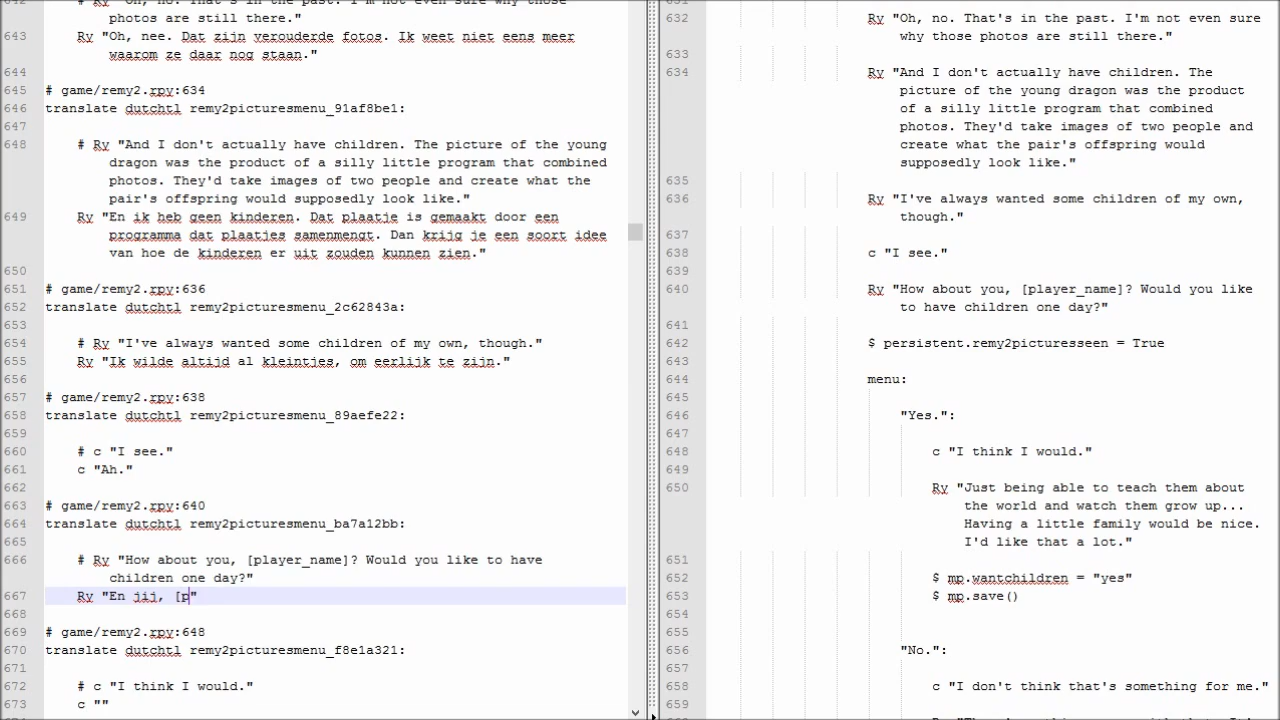 642
# Ry "Oh, no. That's in the past. I'm not even sure why those
photos are still there."
643
Ry "Oh, nee. Dat zijn verouderde fotos. Ik weet niet eens meer
waarom ze daar nog staan."
644
645 # game/remy2.rpy:634
646 translate dutchtl remy2picturesmenu_91af8be1:
647
648 # Ry "And I don't actually have children. The picture of the young
dragon was the product of a silly little program that combined
photos. They'd take images of two people and create what the
pair's offspring would supposedly look like."
649 Ry "En ik heb geen kinderen. Dat plaatje is gemaakt door een
programma dat plaatjes samenmengt. Dan krijg je een soort idee
van hoe de kinderen er uit zouden kunnen zien."
650
651 # game/remy2.rpy:636
652 translate dutchtl remy2picturesmenu_2c62843a:
653
654 # Ry "I've always wanted some children of my own, though."
655 Ry "Ik wilde altijd al kleintjes, om eerlijk te zijn."
656
657 # game/remy2.rpy:638
658 translate dutchtl remy2picturesmenu_89aefe22:
659
660 # c "I see."
661 c "Ah."
662
663 # game/remy2.rpy:640
664 translate dutchtl remy2picturesmenu_ba7a12bb:
665
666 # Ry "How about you, [player_name]? Would you like to have
children one day?"
667 Ry "En jij, [p"
668
669 # game/remy2.rpy:648
670 translate dutchtl remy2picturesmenu_f8e1a321:
671
672 # c "I think I would."
673 c ""
631
632 Ry "Oh, no. That's in the past. I'm not even sure
why those photos are still there."
633
634 Ry "And I don't actually have children. The
picture of the young dragon was the product
of a silly little program that combined
photos. They'd take images of two people and
create what the pair's offspring would
supposedly look like."
635
636 Ry "I've always wanted some children of my own,
though."
637
638 c "I see."
639
640 Ry "How about you, [player_name]? Would you like
to have children one day?"
641
642 $ persistent.remy2picturesseen = True
643
644 menu:
645
646 "Yes.":
647
648 c "I think I would."
649
650 Ry "Just being able to teach them about
the world and watch them grow up...
Having a little family would be nice.
I'd like that a lot."
651
652 $ mp.wantchildren = "yes"
653 $ mp.save()
654
655
656 "No.":
657
658 c "I don't think that's something for me."
659